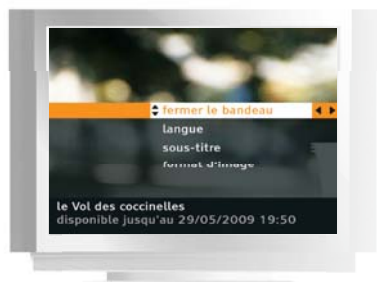 fermer le bandeau
langue
sous-titre
format d'image
le Vol des coccinelles
disponible jusqu'au 29/05/2009 19:50